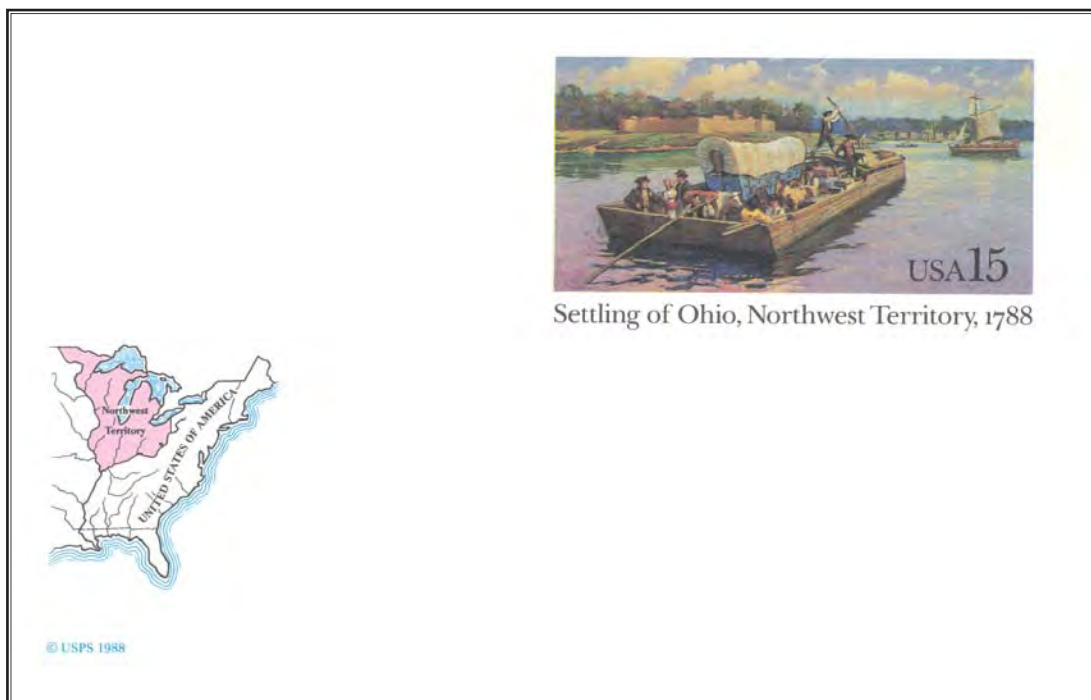 USA15
Settling of Ohio, Northwest Territory, 1788
Northwest
Territory
UNITED STATES OF AMERICA
© USPS 1988